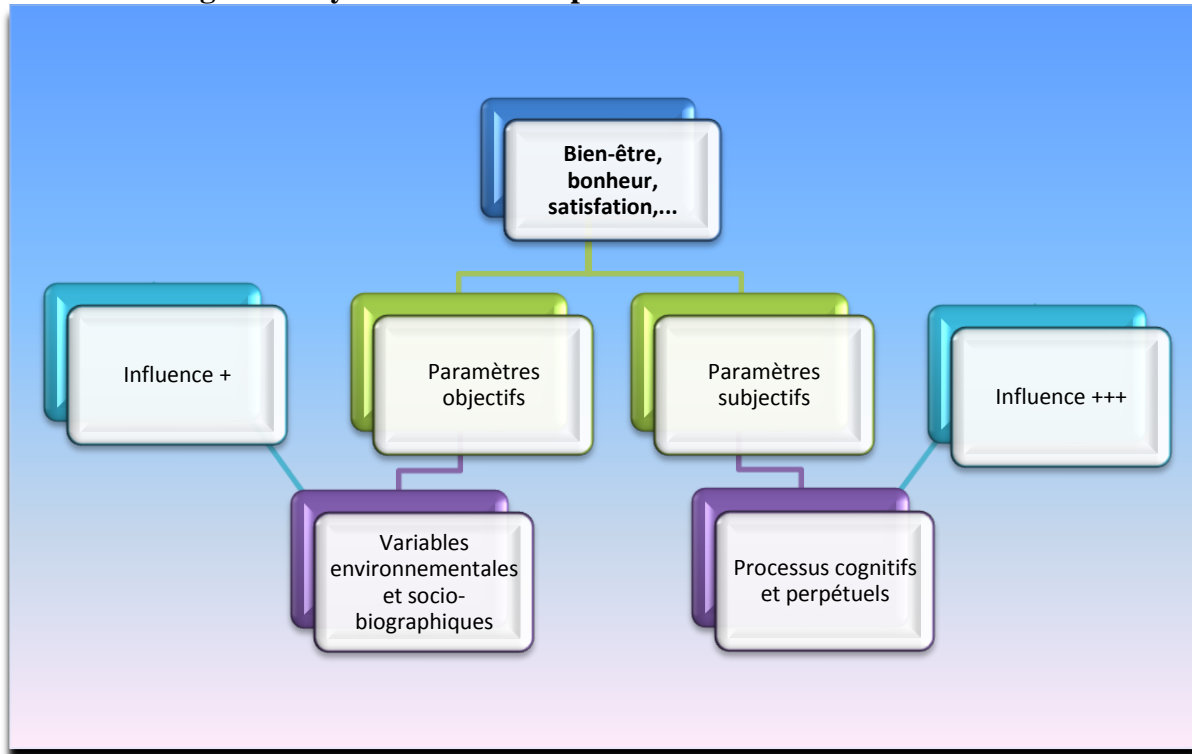 Bien-être,
bonheur,
satisfation,...
Influence +
Paramètres
objectifs
Paramètres
subjectifs
Influence +++
Variables
environnementales
et socio-
biographiques
Processus cognitifs
et perpétuels